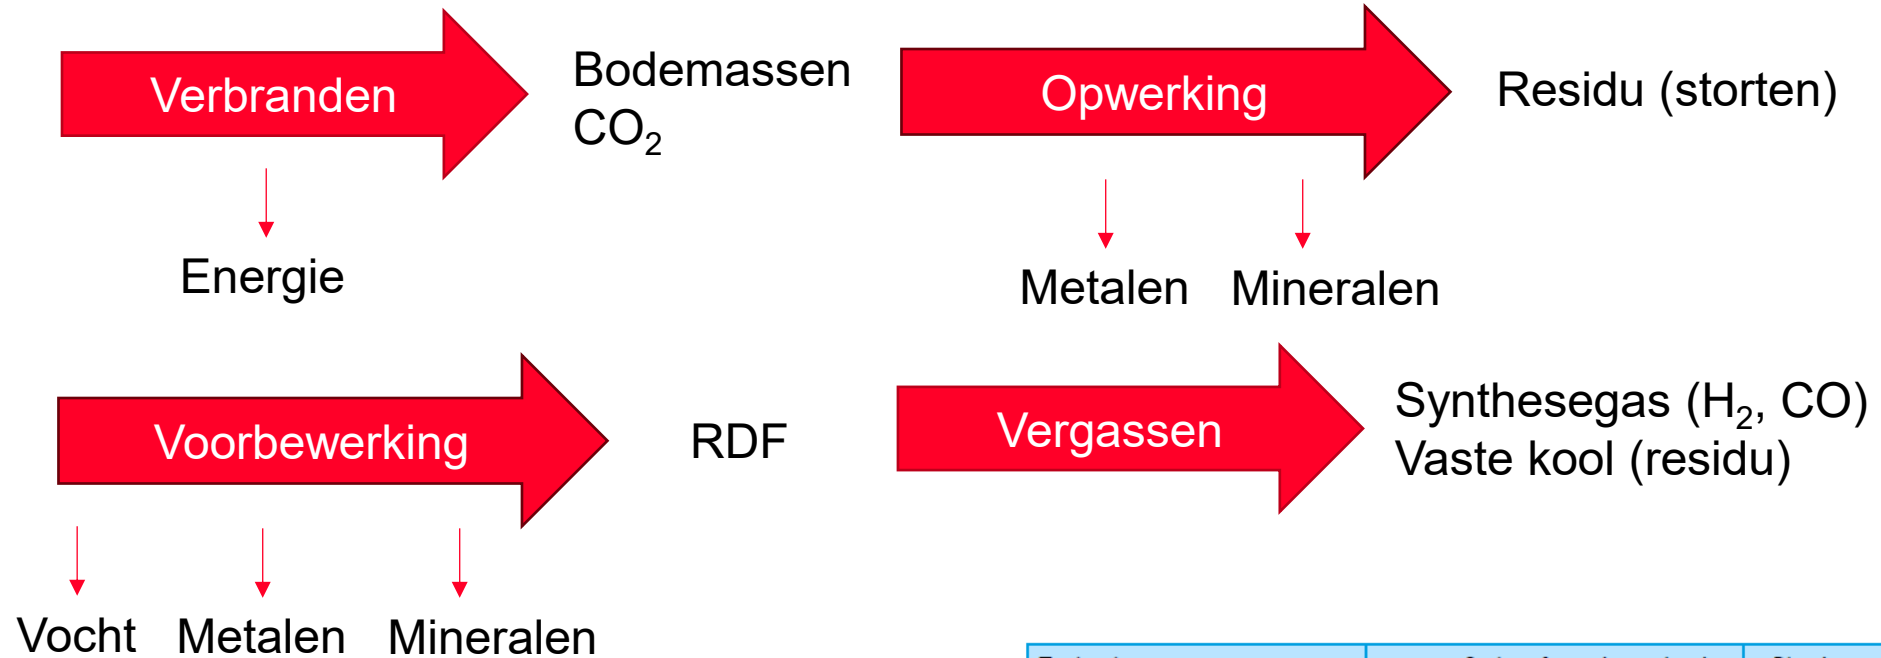 Verbranden
Bodemassen
CO₂
Opwerking
Residu (storten)
Energie
Metalen
Mineralen
Voorbewerking
RDF
Vergassen
Synthesegas (H₂, CO)
Vaste kool (residu)
Vocht
Metalen
Mineralen